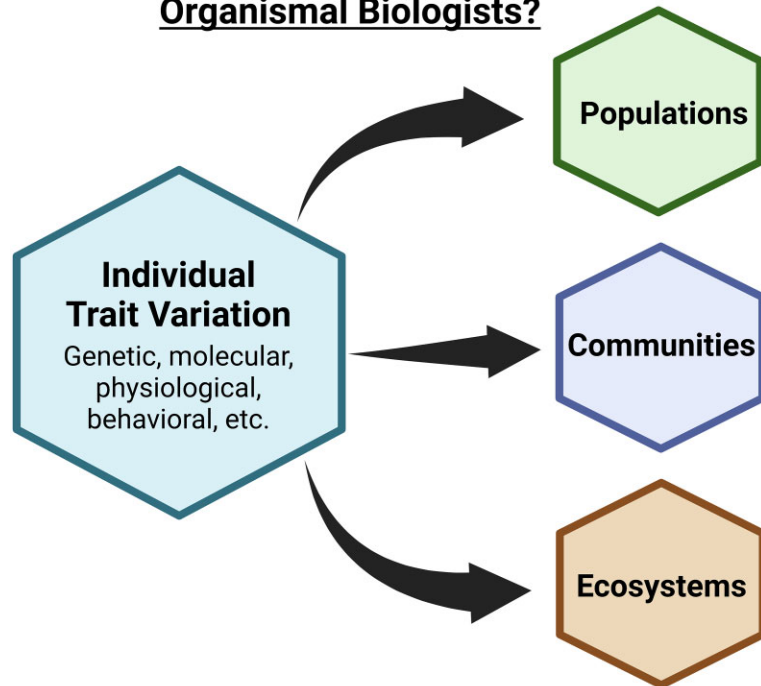 Organismal Biologists?
Populations
Individual
Trait Variation
Genetic, molecular,
physiological,
behavioral, etc.
Communities
Ecosystems